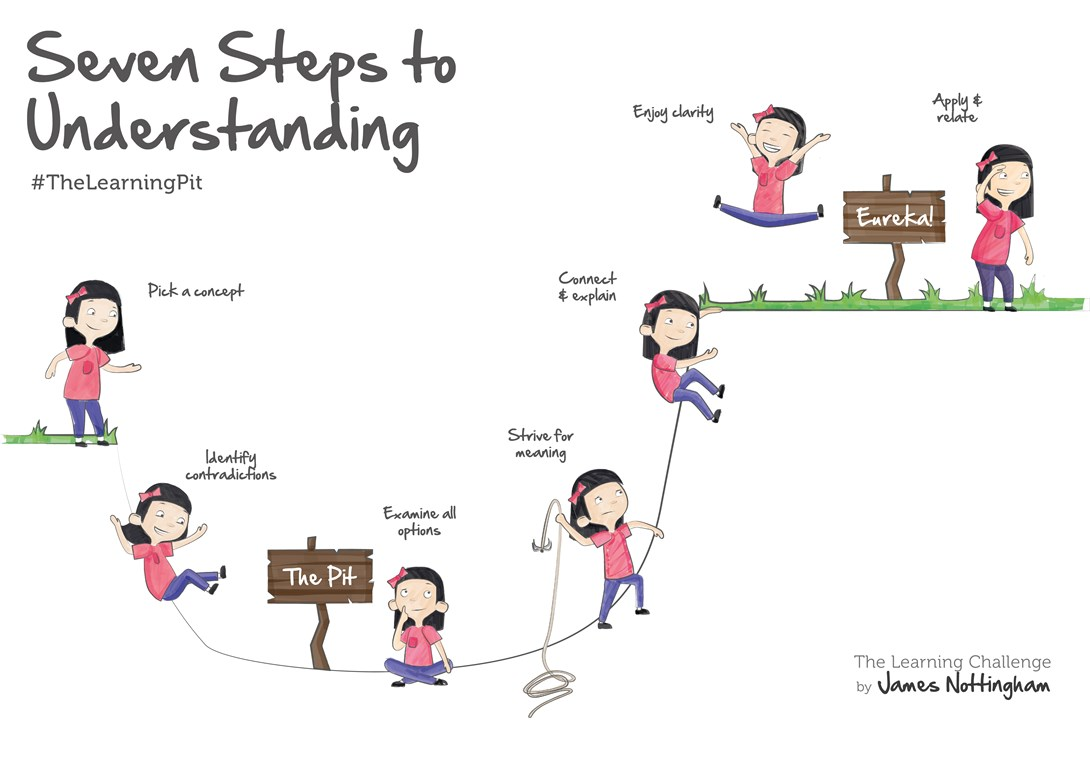 Seven Steps to
Understanding
#TheLearningPit
Pick a concept
Identify
contradictions
The Pit
Examine all
options
Strive for
meaning
Connect
& explain
Enjoy clarity
Eureka!
Apply &
relate
The Learning Challenge
by James Nottingham